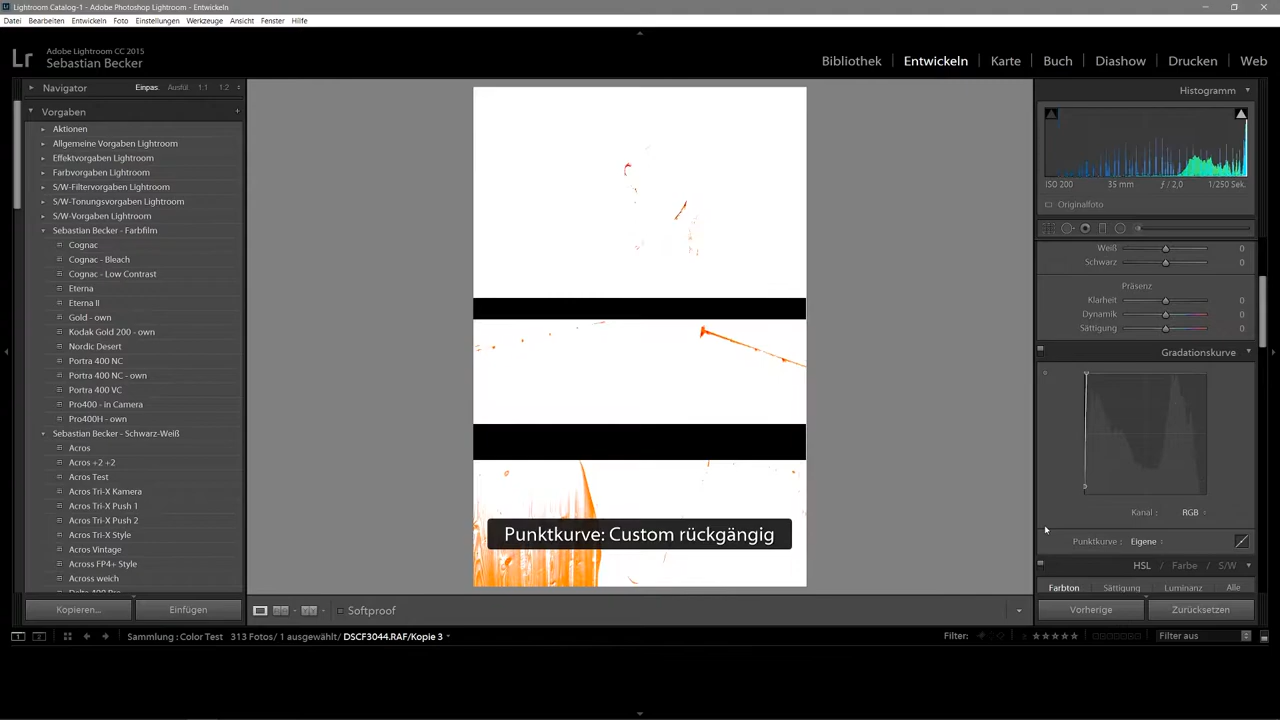 Lightroom Catalog-1 - Adobe Photoshop Lightroom - Entwickeln
Datei Bearbeiten Entwickeln Foto Einstellungen Werkzeuge Ansicht Fenster Hilfe
Lr
Adobe Lightroom CC 2015
Sebastian Becker
Bibliothek Entwickeln Karte Buch Diashow Drucken Web
Navigator Einpas. Ausfül. 1:1 1:2
Vorgaben +
Aktionen
Allgemeine Vorgaben Lightroom
Effektvorgaben Lightroom
Farbvorgaben Lightroom
S/W-Filtervorgaben Lightroom
S/W-Tonungsvorgaben Lightroom
S/W-Vorgaben Lightroom
Sebastian Becker - Farbfilm
Cognac
Cognac - Bleach
Cognac - Low Contrast
Eterna
Eterna II
Gold - own
Kodak Gold 200 - own
Nordic Desert
Portra 400 NC
Portra 400 NC - own
Portra 400 VC
Pro400 - in Camera
Pro400H - own
Sebastian Becker - Schwarz-Weiß
Acros
Acros +2 +2
Acros Test
Acros Tri-X Kamera
Acros Tri-X Push 1
Acros Tri-X Push 2
Acros Tri-X Style
Acros Vintage
Across FP4+ Style
Across weich
Kopieren... Einfügen
Punktkurve: Custom rückgängig
Softproof
Histogramm
ISO 200 35 mm ƒ / 2,0 1/250 Sek.
Originalfoto
Weiß 0
Schwarz 0
Präsenz
Klarheit 0
Dynamik 0
Sättigung 0
Gradationskurve
Kanal : RGB
Punktkurve : Eigene
HSL / Farbe / S/W
Farbton Sättigung Luminanz Alle
Vorherige Zurücksetzen
1 2 Sammlung : Color Test 313 Fotos/ 1 ausgewählt/ DSCF3044.RAF/Kopie 3 Filter: Filter aus